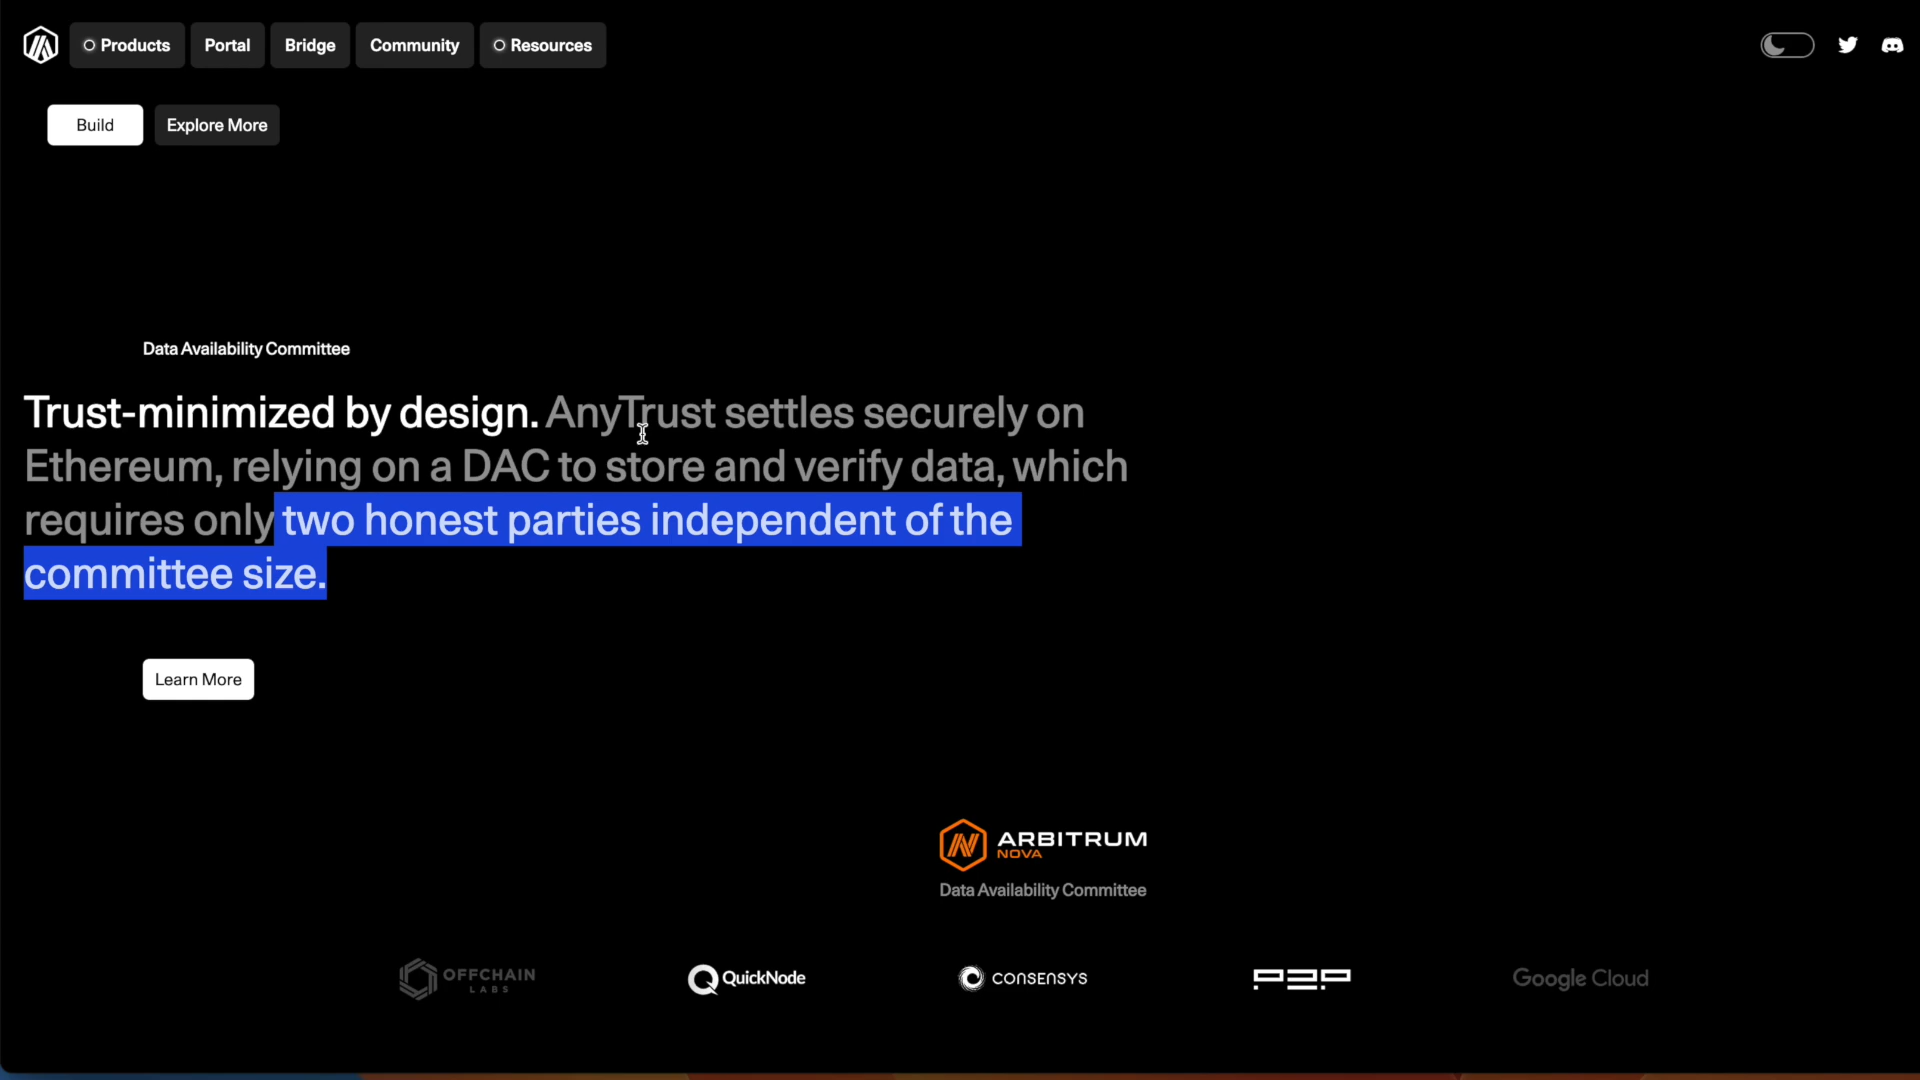 Products
Portal
Bridge
Community
Resources
Build
Explore More
Data Availability Committee
Trust-minimized by design. AnyTrust settles securely on
Ethereum, relying on a DAC to store and verify data, which
requires only two honest parties independent of the
committee size.
Learn More
ARBITRUM
NOVA
Data Availability Committee
OFFCHAIN
LABS
QuickNode
CONSENSYS
P2P
Google Cloud